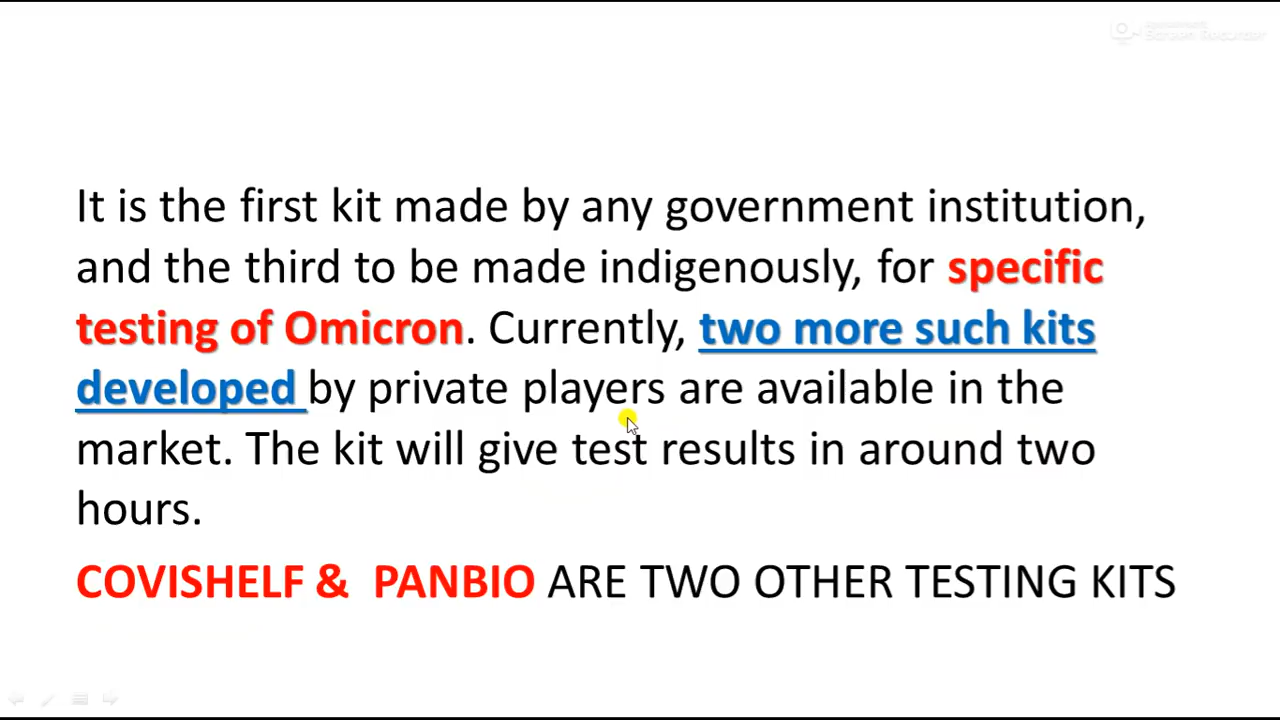 Screen Recorder
It is the first kit made by any government institution,
and the third to be made indigenously, for specific
testing of Omicron. Currently, two more such kits
developed by private players are available in the
market. The kit will give test results in around two
hours.
COVISHELF & PANBIO ARE TWO OTHER TESTING KITS